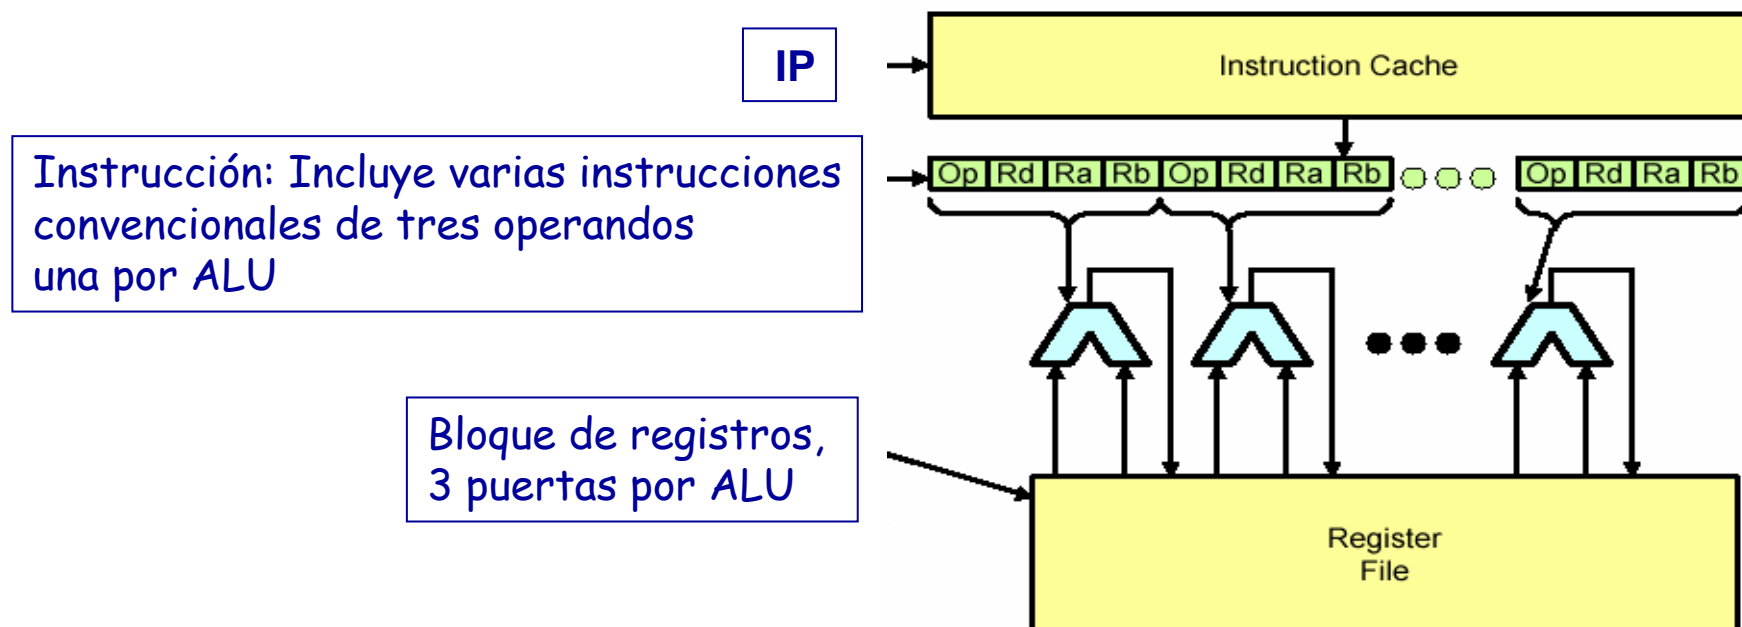 IP
Instruction Cache
Instrucción: Incluye varias instrucciones
convencionales de tres operandos
una por ALU
Op Rd Ra Rb Op Rd Ra Rb Op Rd Ra Rb
Bloque de registros,
3 puertas por ALU
Register
File